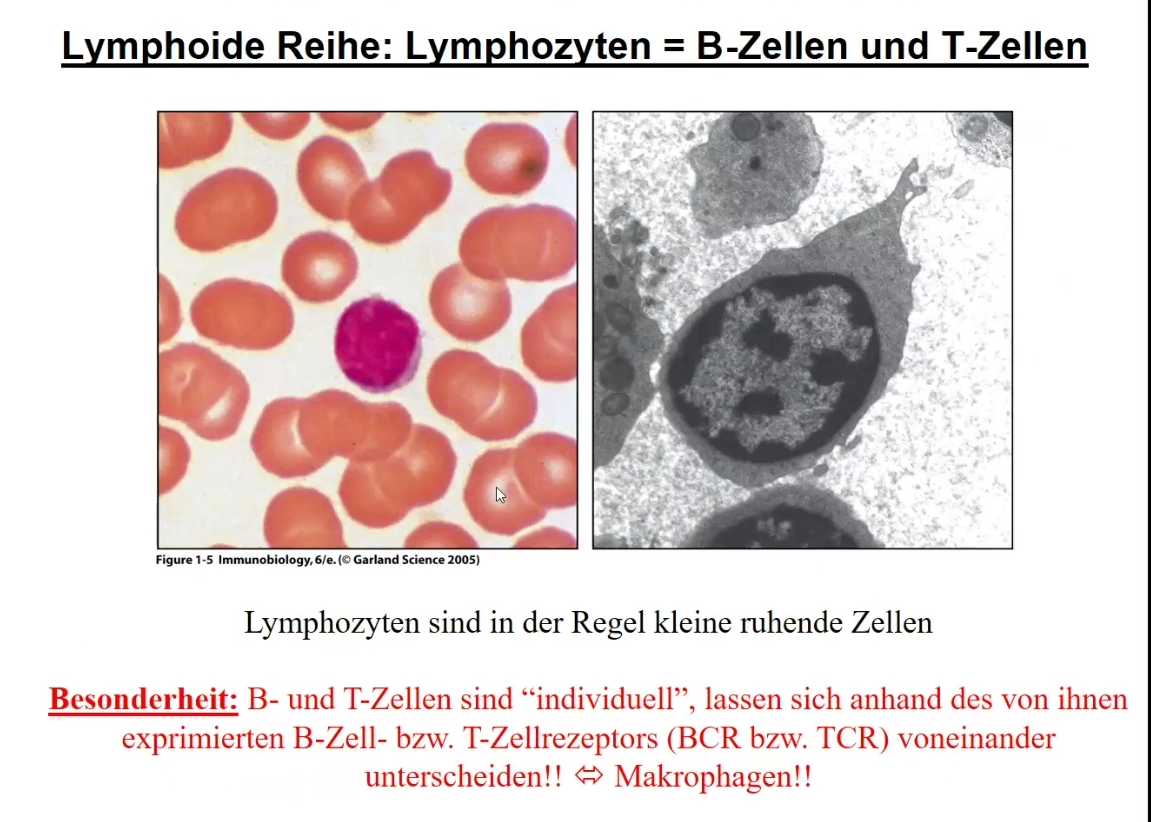 Lymphoide Reihe: Lymphozyten = B-Zellen und T-Zellen
Figure 1-5 Immunobiology, 6/e. (© Garland Science 2005)
Lymphozyten sind in der Regel kleine ruhende Zellen
Besonderheit: B- und T-Zellen sind “individuell”, lassen sich anhand des von ihnen
exprimierten B-Zell- bzw. T-Zellrezeptors (BCR bzw. TCR) voneinander
unterscheiden!! ⇔ Makrophagen!!